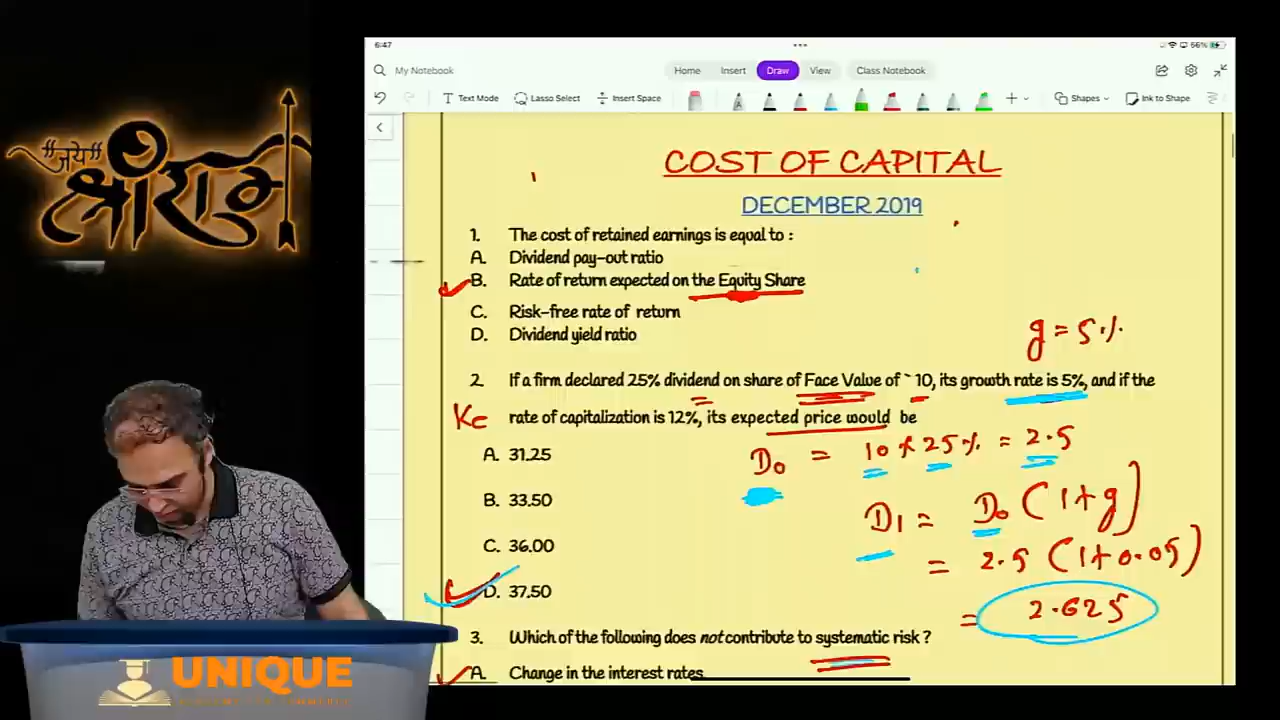 "जय"
श्री राम
6:47
56%
My Notebook
Home Insert Draw View Class Notebook
Text Mode Lasso Select Insert Space Shapes Ink to Shape
COST OF CAPITAL
DECEMBER 2019
1. The cost of retained earnings is equal to :
A. Dividend pay-out ratio
B. Rate of return expected on the Equity Share
C. Risk-free rate of return
D. Dividend yield ratio
g = 5%
2. If a firm declared 25% dividend on share of Face Value of ` 10, its growth rate is 5%, and if the
Ke rate of capitalization is 12%, its expected price would be
A. 31.25
D0 = 10 × 25% = 2.5
B. 33.50
D1 = D0 (1+g)
C. 36.00
= 2.5 (1+0.05)
D. 37.50
= 2.625
3. Which of the following does not contribute to systematic risk ?
A. Change in the interest rates
UNIQUE